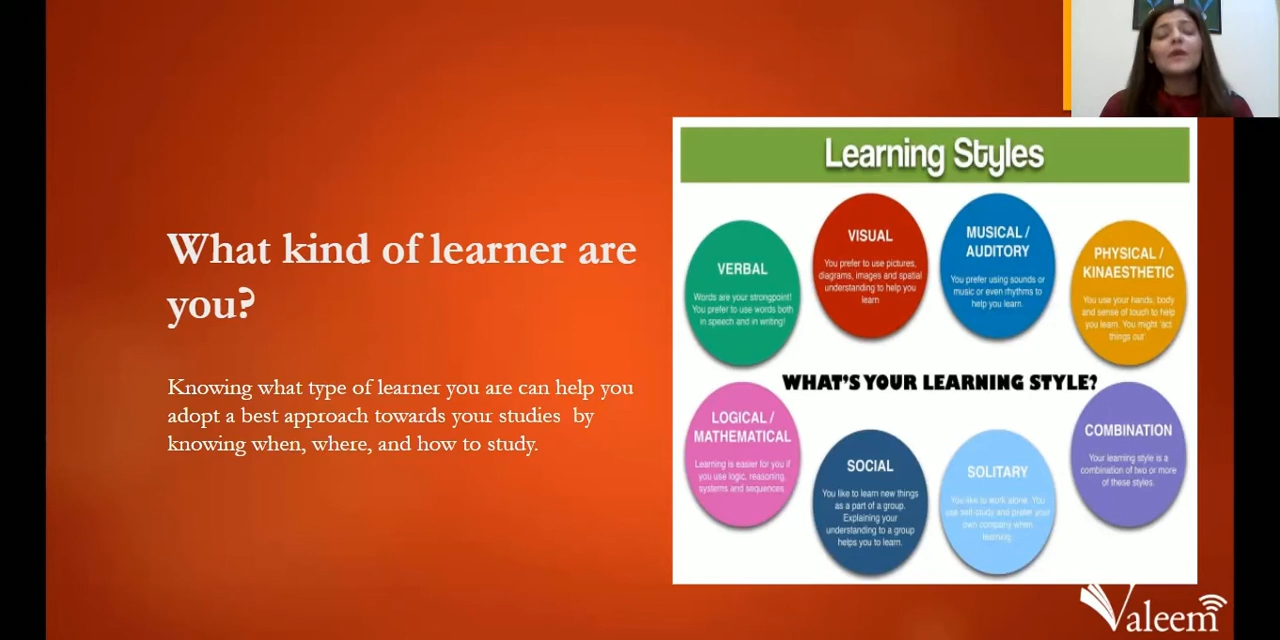 What kind of learner are
you?
Knowing what type of learner you are can help you
adopt a best approach towards your studies  by
knowing when, where, and how to study.
Learning Styles
VERBAL
Words are your strongpoint!
You prefer to use words both
in speech and in writing!
VISUAL
You prefer to use pictures,
diagrams, images and spatial
understanding to help you
learn
MUSICAL /
AUDITORY
You prefer using sounds or
music or even rhythms to
help you learn.
PHYSICAL /
KINAESTHETIC
You use your hands, body
and sense of touch to help
you learn. You might 'act
things out'
WHAT'S YOUR LEARNING STYLE?
LOGICAL /
MATHEMATICAL
Learning is easier for you if
you use logic, reasoning,
systems and sequences.
SOCIAL
You like to learn new things
as a part of a group.
Explaining your
understanding to a group
helps you to learn.
SOLITARY
You like to work alone. You
use self-study and prefer your
own company when
learning.
COMBINATION
Your learning style is a
combination of two or more
of these styles.
Valeem